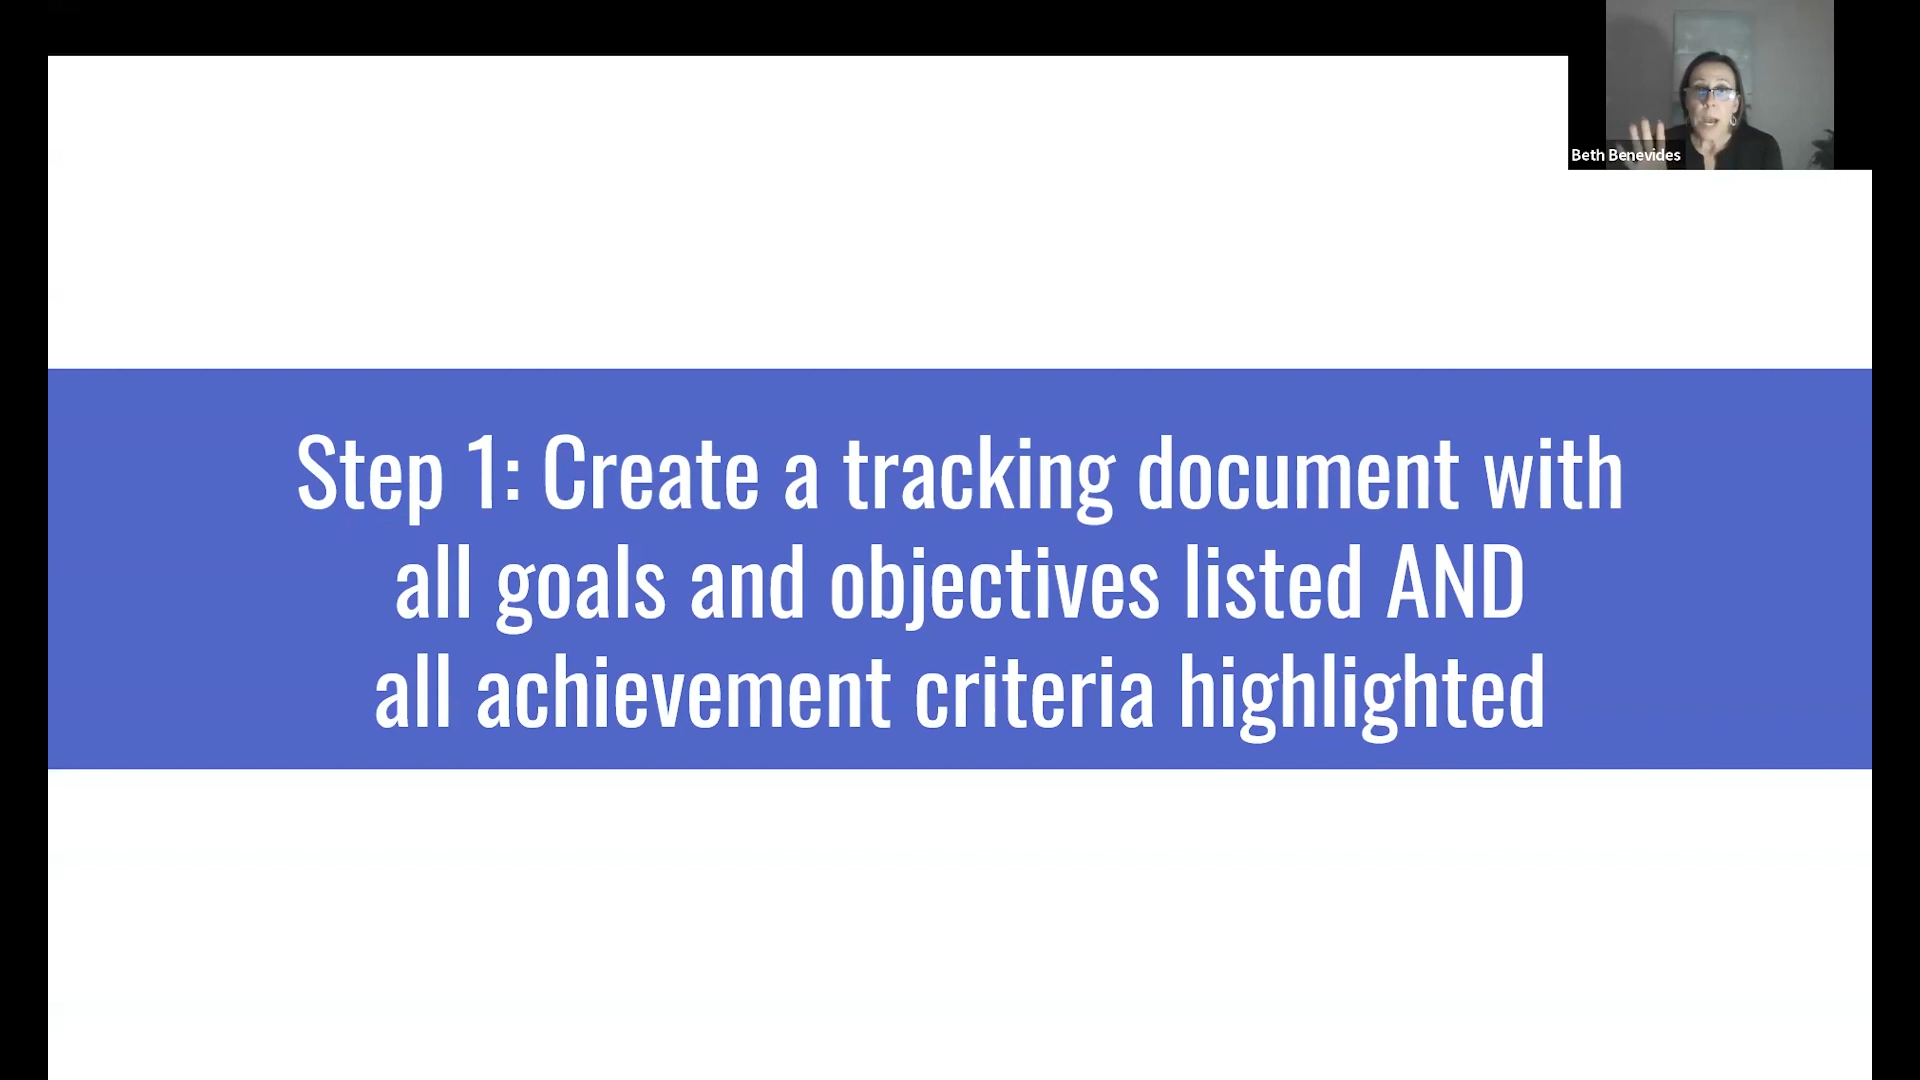 Beth Benevides
Step 1: Create a tracking document with
all goals and objectives listed AND
all achievement criteria highlighted